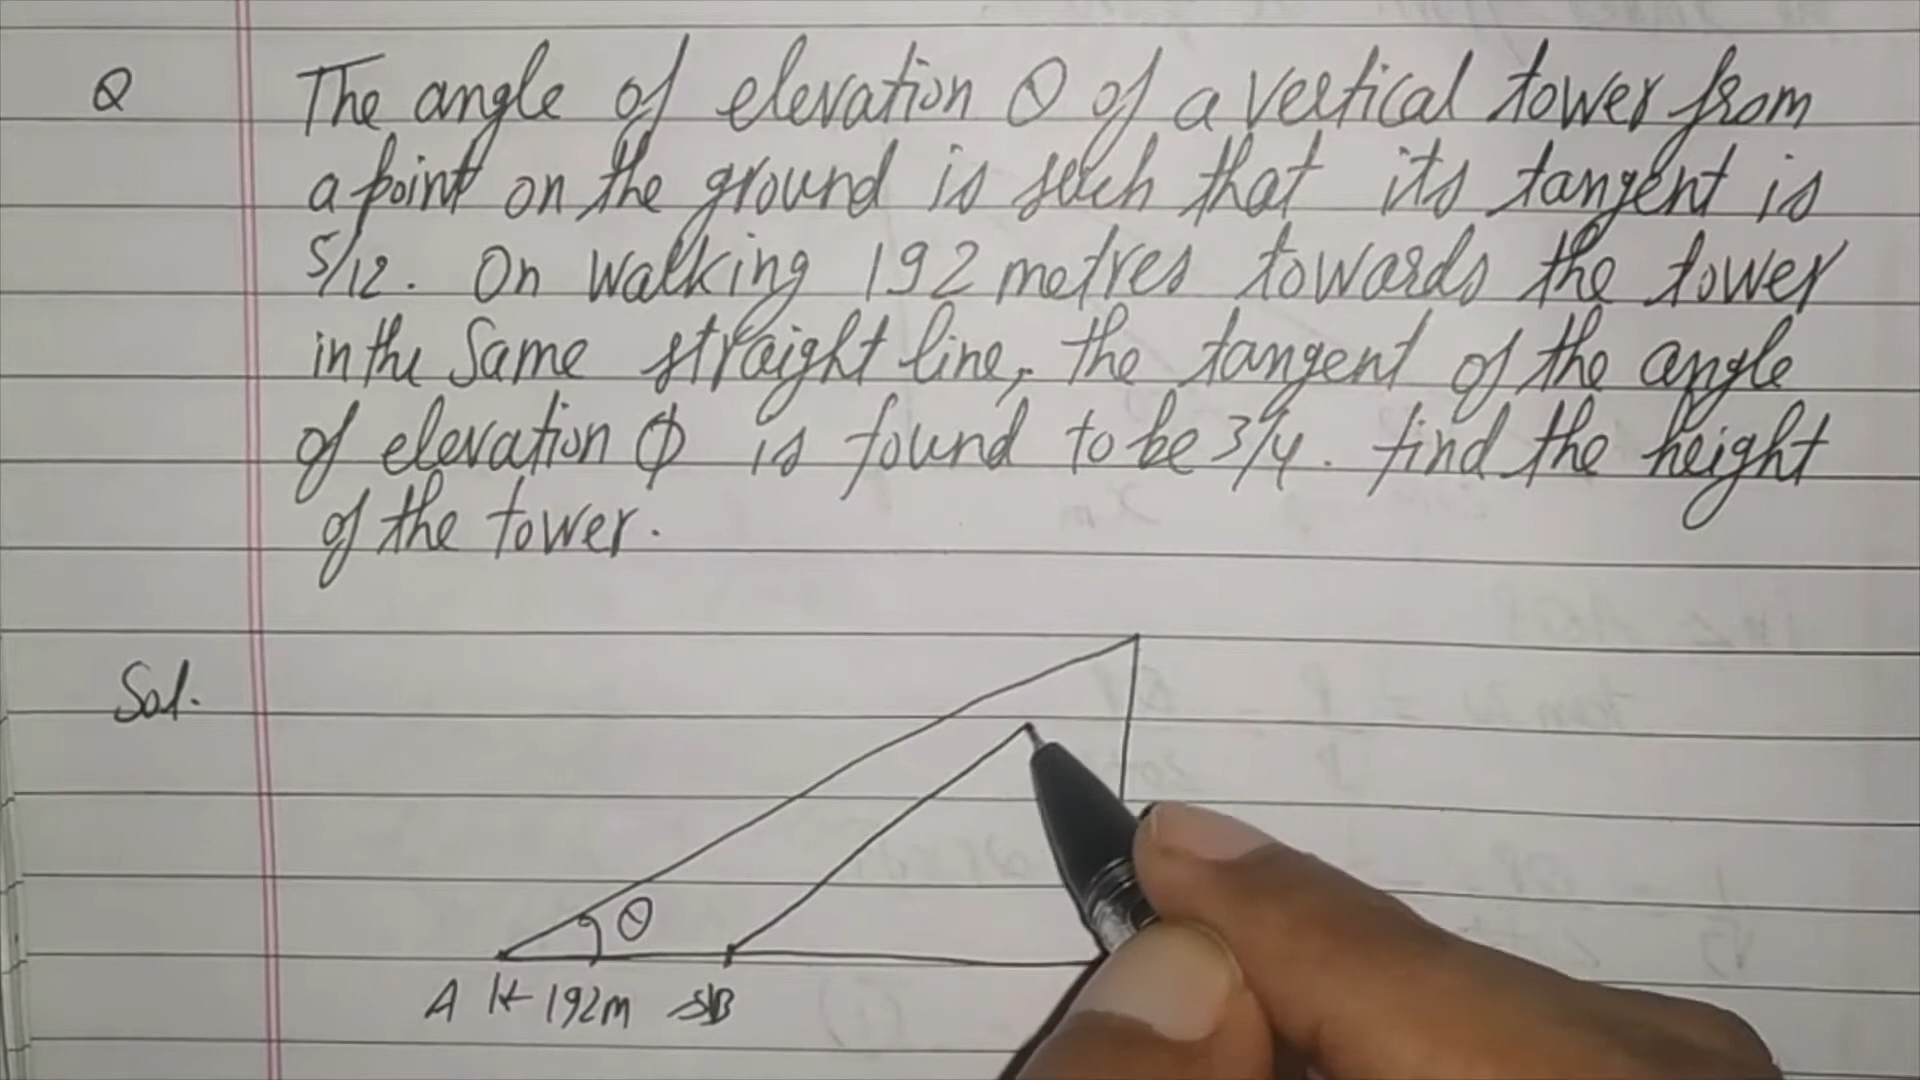 Q The angle of elevation θ of a vertical tower from
a point on the ground is such that its tangent is
5/12. On walking 192 metres towards the tower
in the same straight line, the tangent of the angle
of elevation ϕ is found to be 3/4. find the height
of the tower.
Sol.
θ
A 192m B